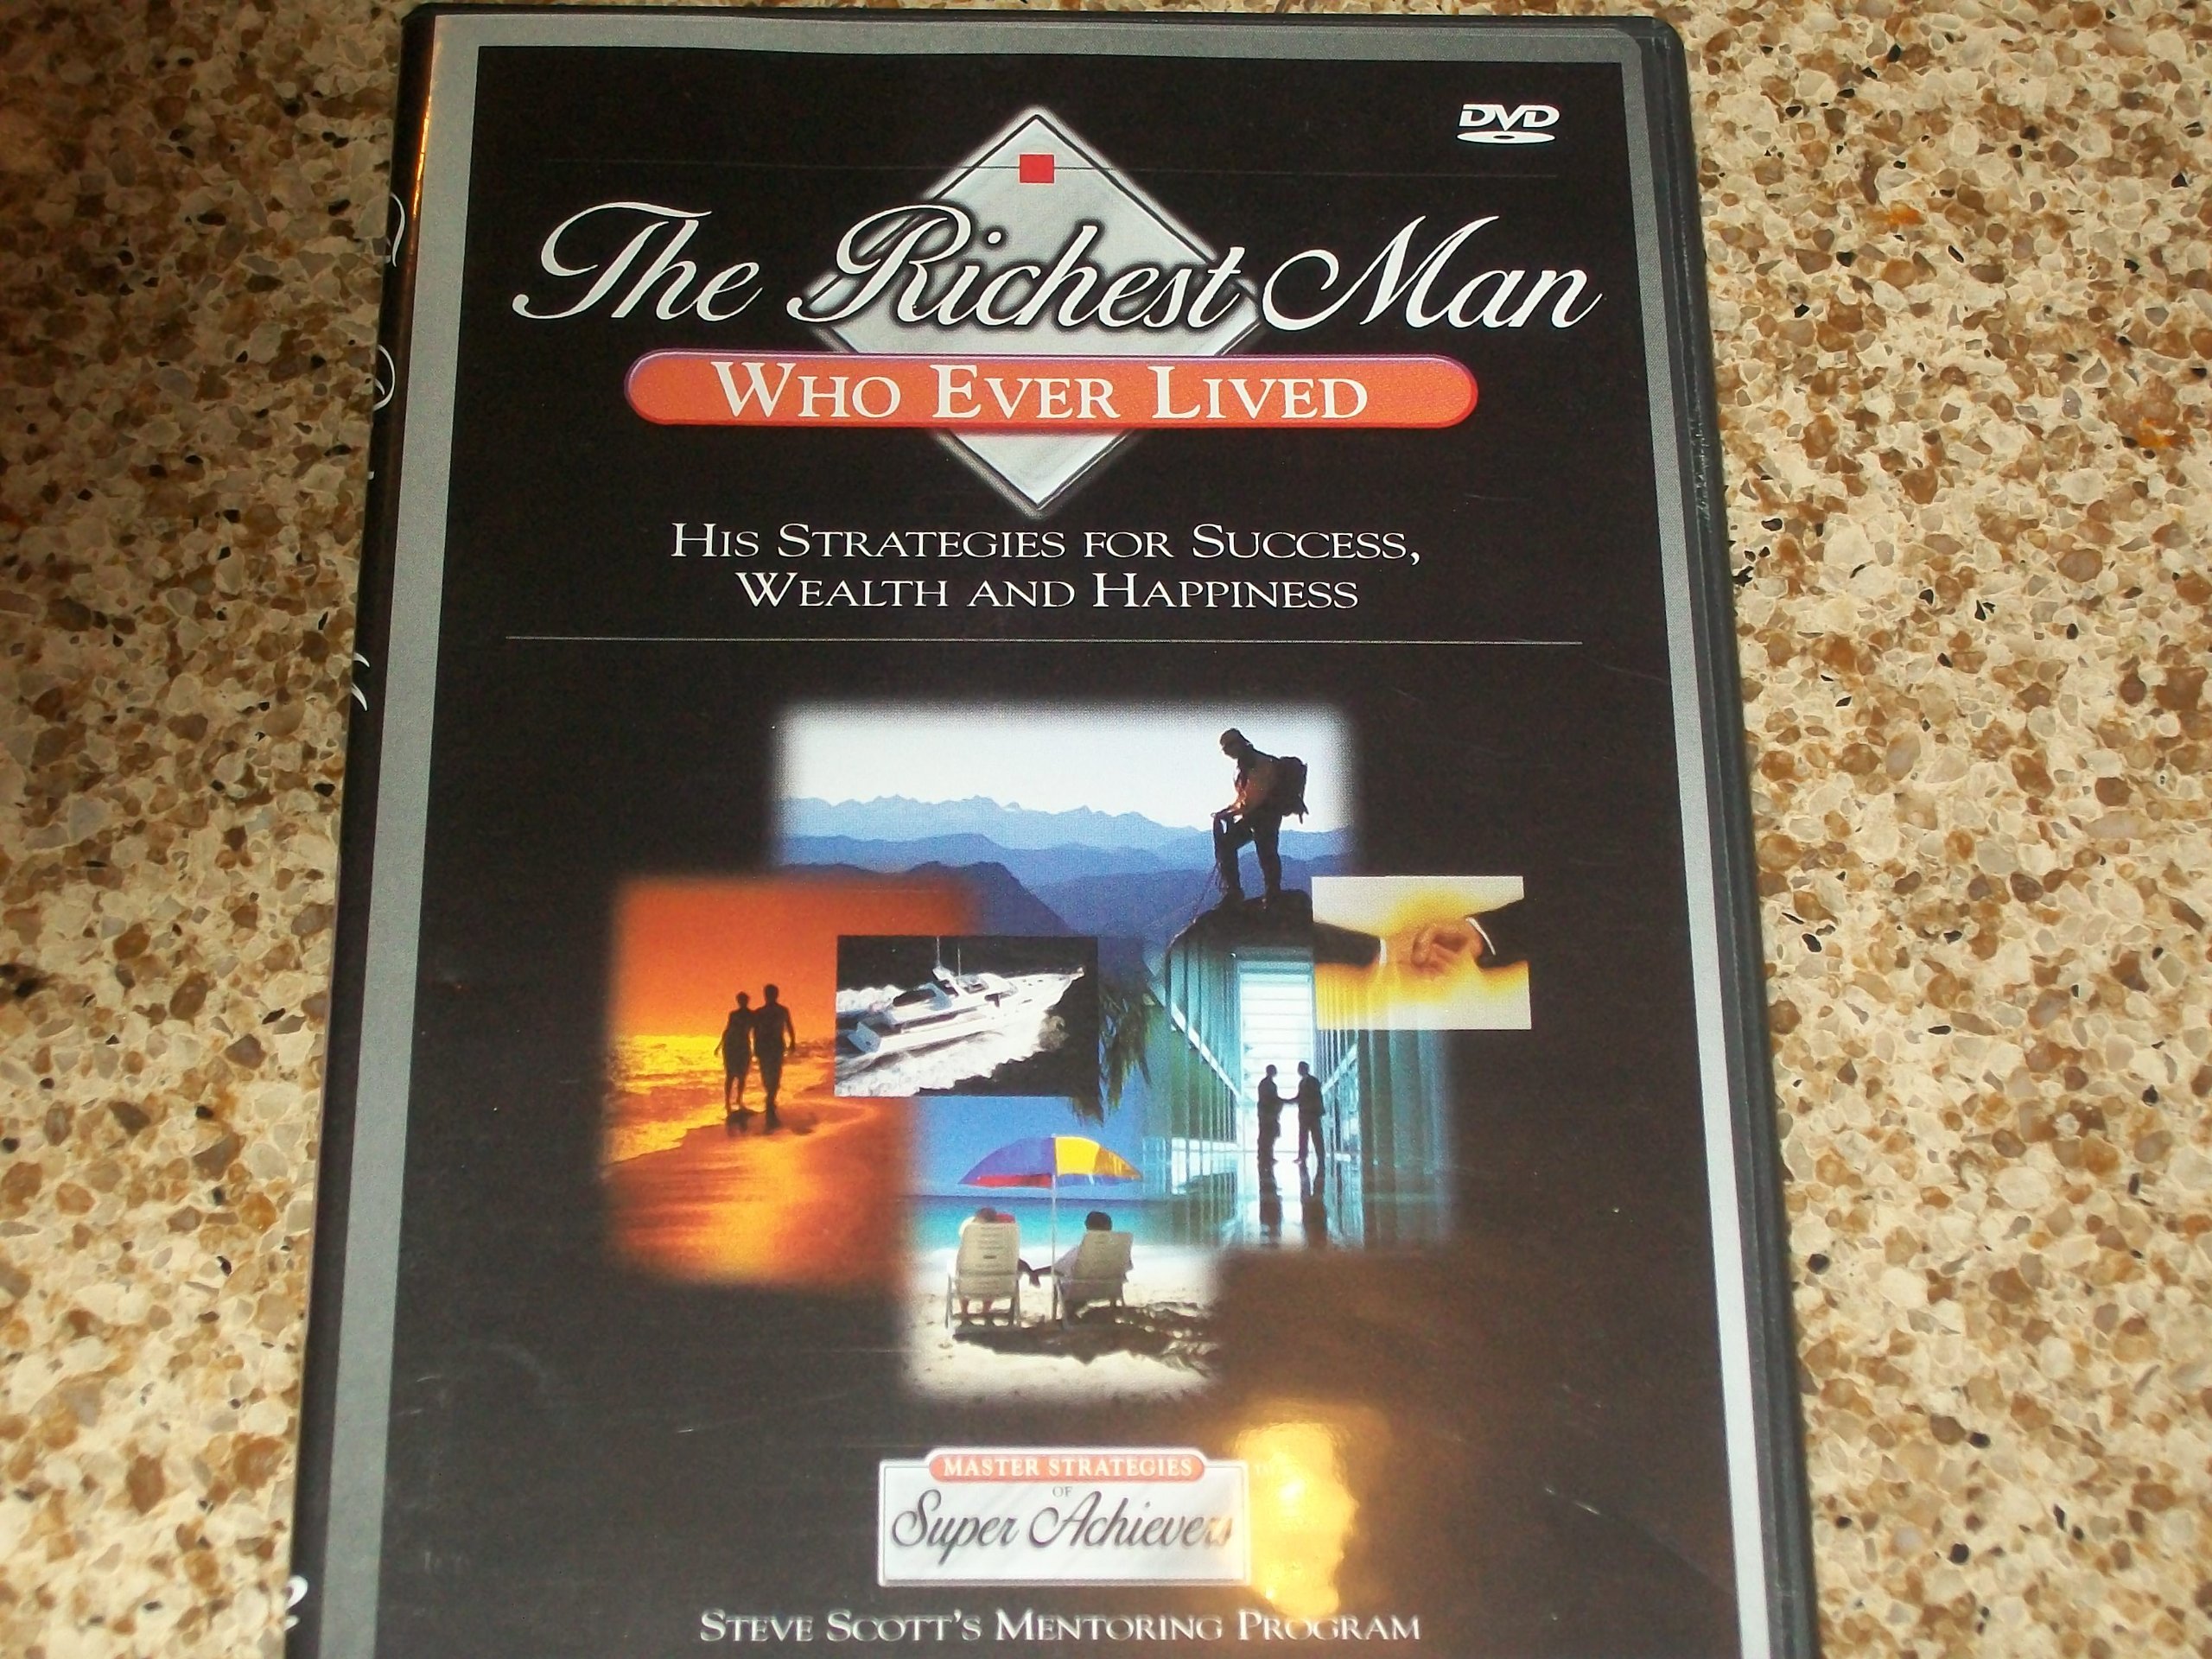 DVD
The Richest Man
WHO EVER LIVED
HIS STRATEGIES FOR SUCCESS,
WEALTH AND HAPPINESS
MASTER STRATEGIES
OF
Super Achievers
STEVE SCOTT'S MENTORING PROGRAM